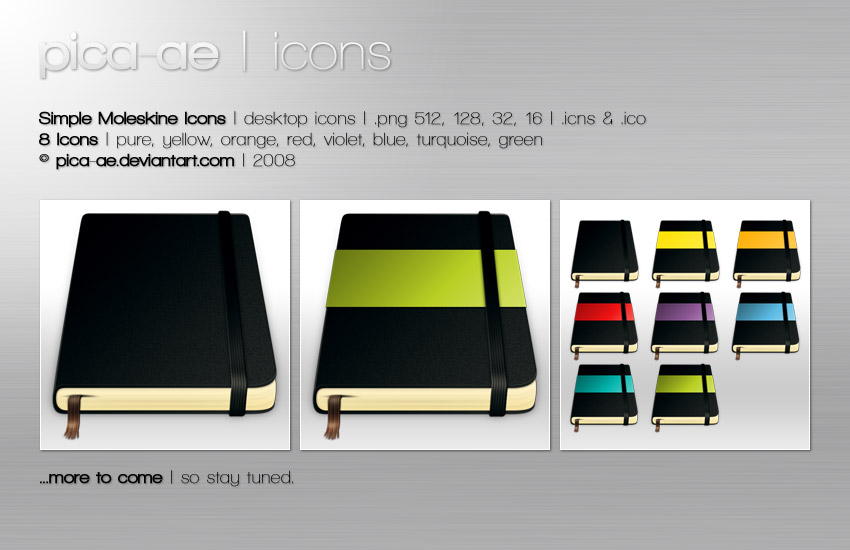 pica-ae | icons
Simple Moleskine Icons | desktop icons | .png 512, 128, 32, 16 | .icns & .ico
8 Icons | pure, yellow, orange, red, violet, blue, turquoise, green
© pica-ae.deviantart.com | 2008
...more to come | so stay tuned.